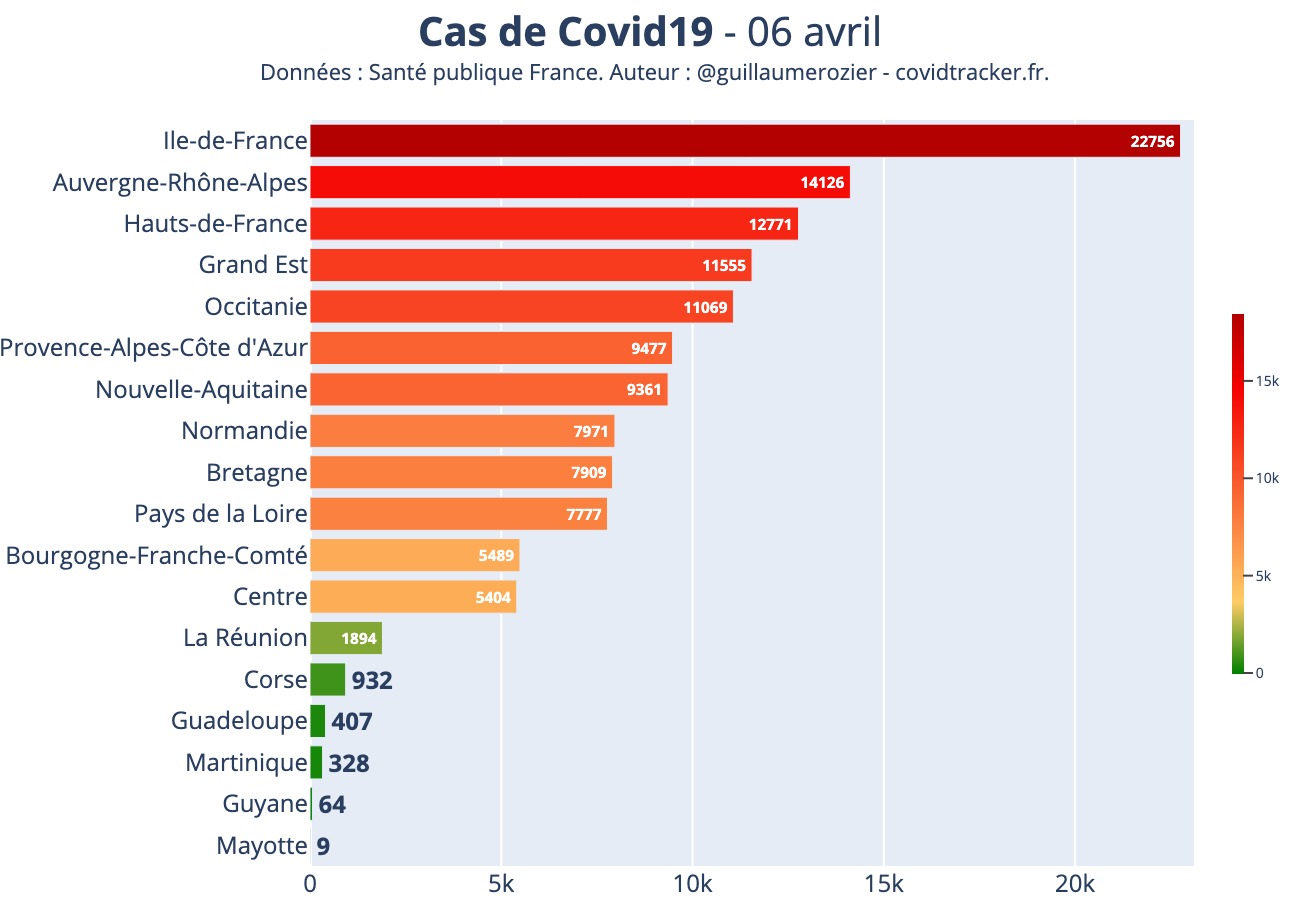 Cas de Covid19 - 06 avril
Données : Santé publique France. Auteur : @guillaumerozier - covidtracker.fr.
Ile-de-France 22756
Auvergne-Rhône-Alpes 14126
Hauts-de-France 12771
Grand Est 11555
Occitanie 11069
Provence-Alpes-Côte d'Azur 9477
Nouvelle-Aquitaine 9361
Normandie 7971
Bretagne 7909
Pays de la Loire 7777
Bourgogne-Franche-Comté 5489
Centre 5404
La Réunion 1894
Corse 932
Guadeloupe 407
Martinique 328
Guyane 64
Mayotte 9
0 5k 10k 15k 20k
15k
10k
5k
0